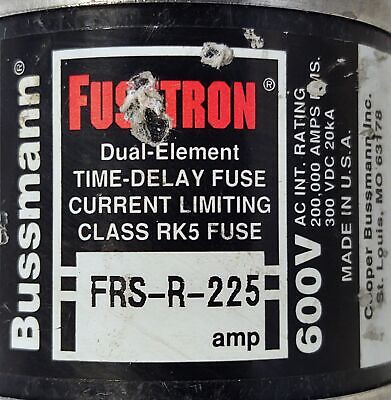 Bussmann®
FUSETRON®
Dual-Element
TIME-DELAY FUSE
CURRENT LIMITING
CLASS RK5 FUSE
FRS-R-225
amp
600V
AC INT. RATING
200,000 AMPS RMS.
300 VDC 20kA
MADE IN U.S.A.
Cooper Bussmann, Inc.
St. Louis MO 63178